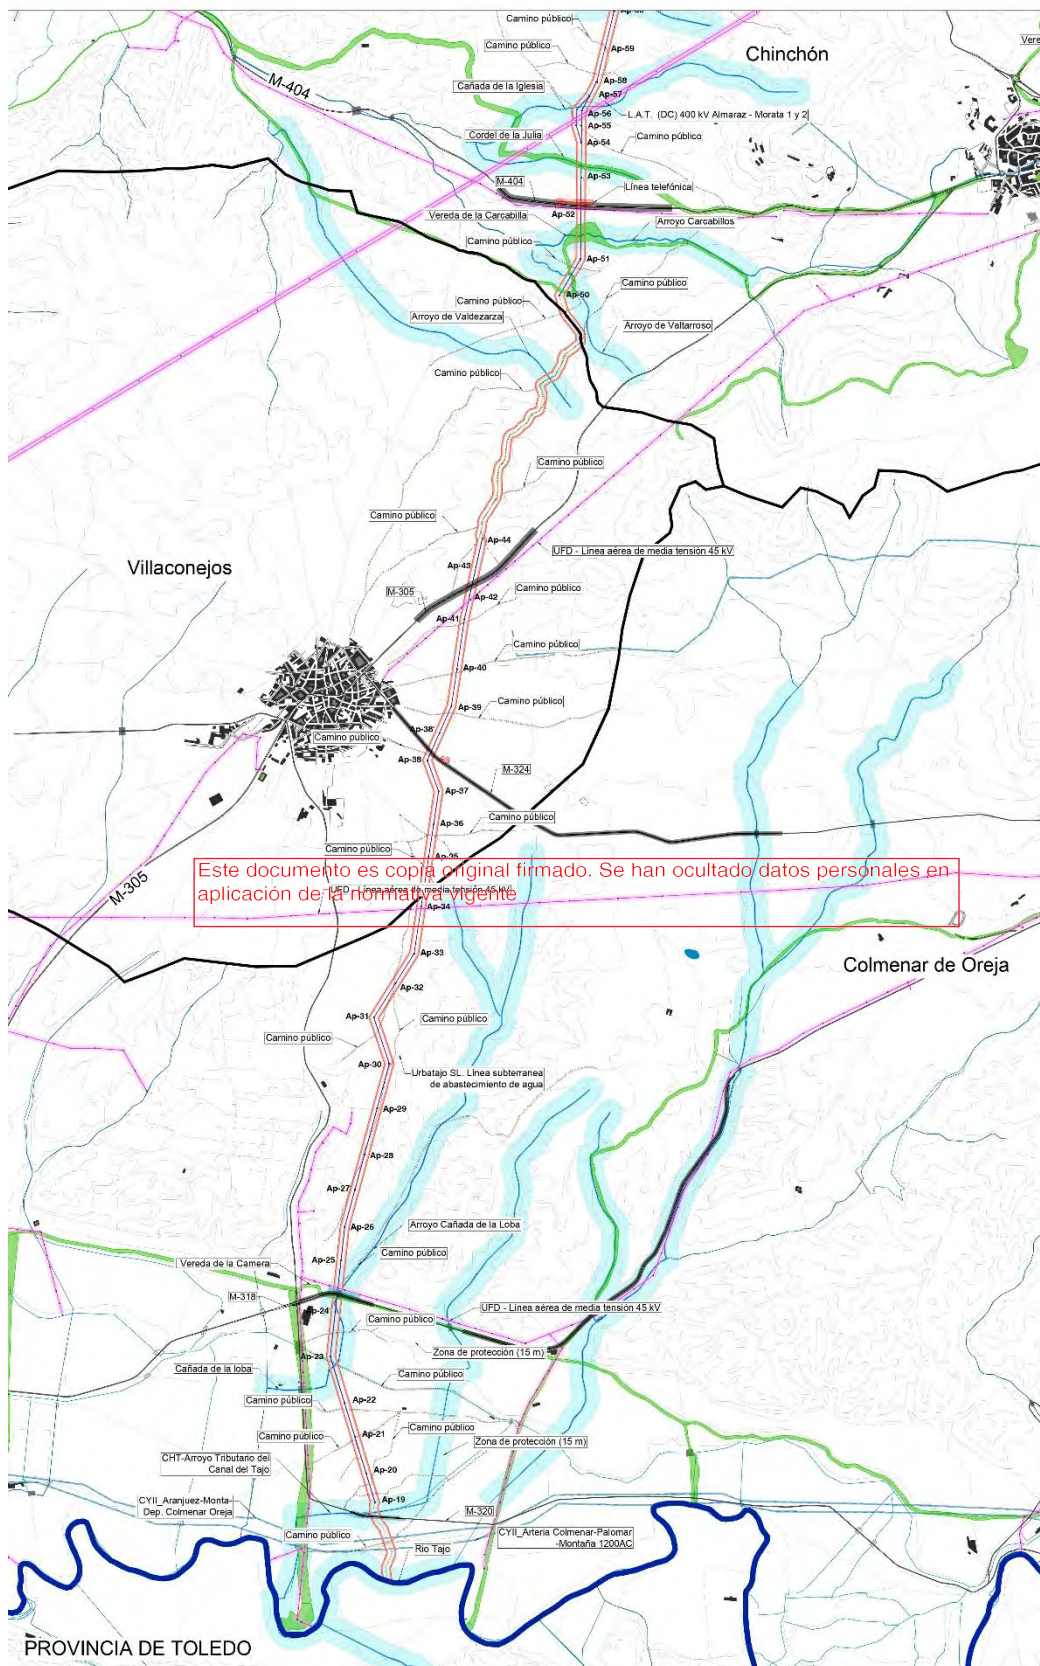 Camino público
Camino público
Ap-59
Chinchón
Vere
M-404
Cañada de la Iglesia
Ap-58
Ap-57
Ap-56
L.A.T. (DC) 400 kV Almaraz - Morata 1 y 2
Ap-55
Cordel de la Julia
Ap-54
Camino público
Ap-53
M-404
Línea telefónica
Vereda de la Carcabilla
Ap-52
Arroyo Carcabillos
Camino público
Ap-51
Camino público
Camino público
Ap-50
Arroyo de Valdezarza
Arroyo de Valtarroso
Camino público
Camino público
Camino público
Ap-44
UFD - Línea aérea de media tensión 45 kV
Villaconejos
Ap-43
M-305
Ap-42
Camino público
Ap-41
Camino público
Ap-40
Camino público
Ap-39
Ap-38'
Camino público
Ap-38
M-324
Ap-37
Camino público
Ap-36
Camino público
Ap-35
Este documento es copia original firmado. Se han ocultado datos personales en
aplicación de la normativa vigente
M-305
UFD - Línea aérea de media tensión 45 kV
Ap-34
Ap-33
Colmenar de Oreja
Ap-32
Ap-31
Camino público
Camino público
Ap-30
Urbatajo SL. Línea subterranea
de abastecimiento de agua
Ap-29
Ap-28
Ap-27
Ap-26
Arroyo Cañada de la Loba
Ap-25
Camino público
Vereda de la Camera
M-318
Ap-24
UFD - Línea aérea de media tensión 45 kV
Camino público
Ap-23
Zona de protección (15 m)
Cañada de la loba
Camino público
Camino público
Ap-22
Camino público
Camino público
Ap-21
Zona de protección (15 m)
CHT-Arroyo Tributario del
Canal del Tajo
Ap-20
Ap-19
CYII_Aranjuez-Monta-
Dep. Colmenar Oreja
M-320
Camino público
Rio Tajo
CYII_Arteria Colmenar-Palomar
-Montaña 1200AC
PROVINCIA DE TOLEDO